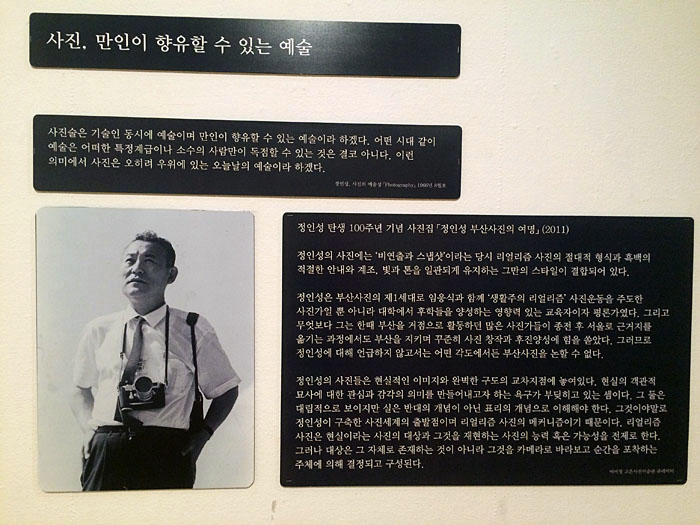 사진, 만인이 향유할 수 있는 예술
사진술은 기술인 동시에 예술이며 만인이 향유할 수 있는 예술이라 하겠다. 어떤 시대 같이
예술은 어떠한 특정계급이나 소수의 사람만이 독점할 수 있는 것은 결코 아니다. 이런
의미에서 사진은 오히려 우위에 있는 오늘날의 예술이라 하겠다.
정인성, 사진의 예술성 「Photography」, 1966년 8월호
정인성 탄생 100주년 기념 사진집 「정인성 부산사진의 여명」 (2011)
정인성의 사진에는 '비연출과 스냅샷'이라는 당시 리얼리즘 사진의 절대적 형식과 흑백의
적절한 안내와 계조, 빛과 톤을 일관되게 유지하는 그만의 스타일이 결합되어 있다.
정인성은 부산사진의 제1세대로 임응식과 함께 '생활주의 리얼리즘' 사진운동을 주도한
사진가일 뿐 아니라 대학에서 후학들을 양성하는 영향력 있는 교육자이자 평론가였다. 그리고
무엇보다 그는 한때 부산을 거점으로 활동하던 많은 사진가들이 종전 후 서울로 근거지를
옮기는 과정에서도 부산을 지키며 꾸준히 사진 창작과 후진양성에 힘을 쏟았다. 그러므로
정인성에 대해 언급하지 않고서는 어떤 각도에서든 부산사진을 논할 수 없다.
정인성의 사진들은 현실적인 이미지와 완벽한 구도의 교차지점에 놓여있다. 현실의 객관적
묘사에 대한 관심과 감각의 의미를 만들어내고자 하는 욕구가 부딪히고 있는 셈이다. 그 둘은
대립적으로 보이지만 실은 반대의 개념이 아닌 표리의 개념으로 이해해야 한다. 그것이야말로
정인성이 구축한 사진세계의 출발점이며 리얼리즘 사진의 메커니즘이기 때문이다. 리얼리즘
사진은 현실이라는 사진의 대상과 그것을 재현하는 사진의 능력 혹은 가능성을 전제로 한다.
그러나 대상은 그 자체로 존재하는 것이 아니라 그것을 카메라로 바라보고 순간을 포착하는
주체에 의해 결정되고 구성된다.
고은사진미술관 큐레이터